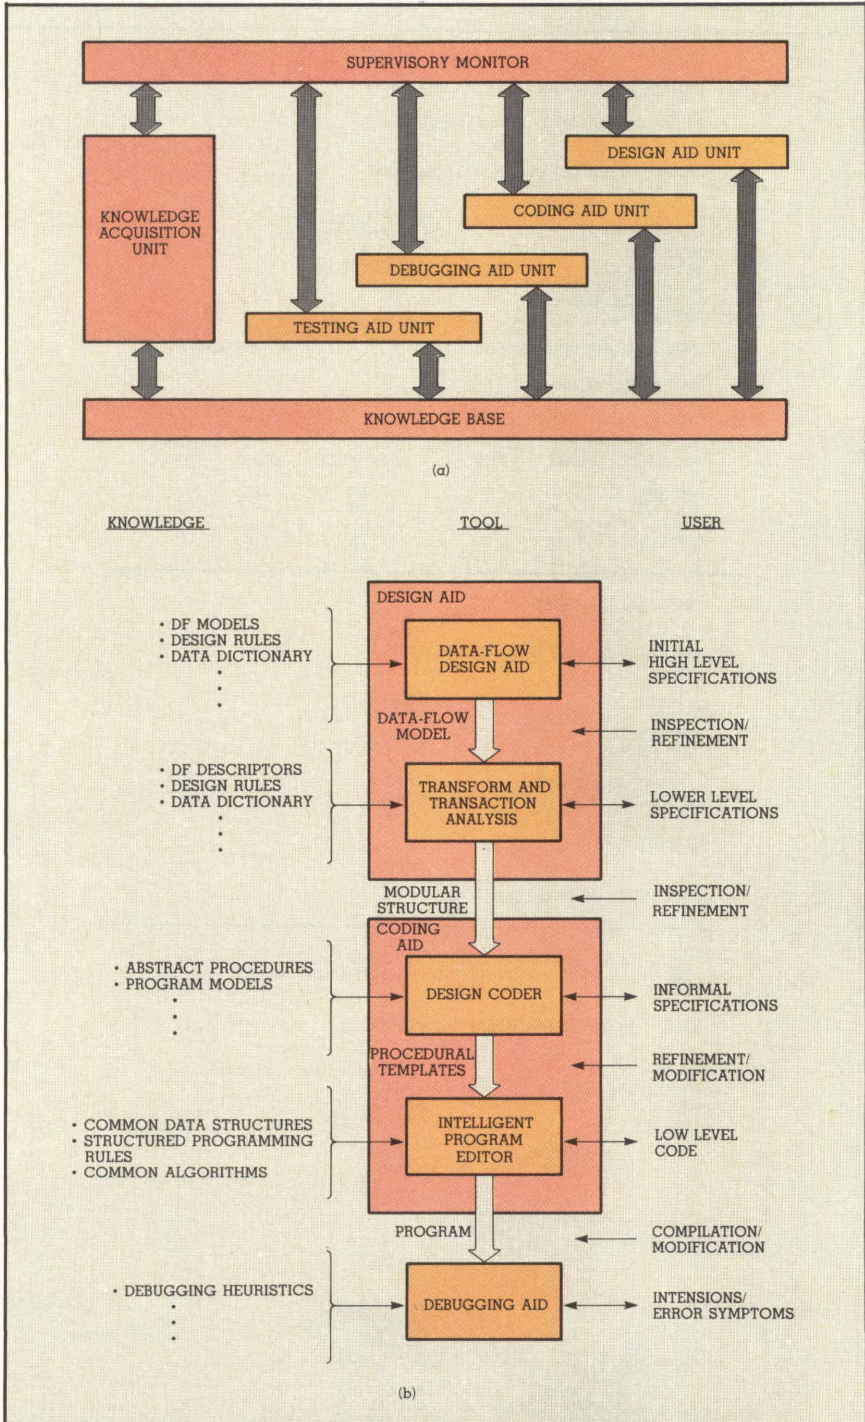 SUPERVISORY MONITOR
DESIGN AID UNIT
KNOWLEDGE
ACQUISITION
UNIT
CODING AID UNIT
DEBUGGING AID UNIT
TESTING AID UNIT
KNOWLEDGE BASE
(a)
KNOWLEDGE
TOOL
USER
DESIGN AID
• DF MODELS
• DESIGN RULES
• DATA DICTIONARY
•
•
•
DATA-FLOW
DESIGN AID
INITIAL
HIGH LEVEL
SPECIFICATIONS
DATA-FLOW
MODEL
INSPECTION/
REFINEMENT
• DF DESCRIPTORS
• DESIGN RULES
• DATA DICTIONARY
•
•
•
TRANSFORM AND
TRANSACTION
ANALYSIS
LOWER LEVEL
SPECIFICATIONS
MODULAR
STRUCTURE
INSPECTION/
REFINEMENT
CODING
AID
• ABSTRACT PROCEDURES
• PROGRAM MODELS
•
•
•
DESIGN CODER
INFORMAL
SPECIFICATIONS
PROCEDURAL
TEMPLATES
REFINEMENT/
MODIFICATION
• COMMON DATA STRUCTURES
• STRUCTURED PROGRAMMING
RULES
• COMMON ALGORITHMS
INTELLIGENT
PROGRAM
EDITOR
LOW LEVEL
CODE
PROGRAM
COMPILATION/
MODIFICATION
• DEBUGGING HEURISTICS
•
•
•
DEBUGGING AID
INTENSIONS/
ERROR SYMPTOMS
(b)